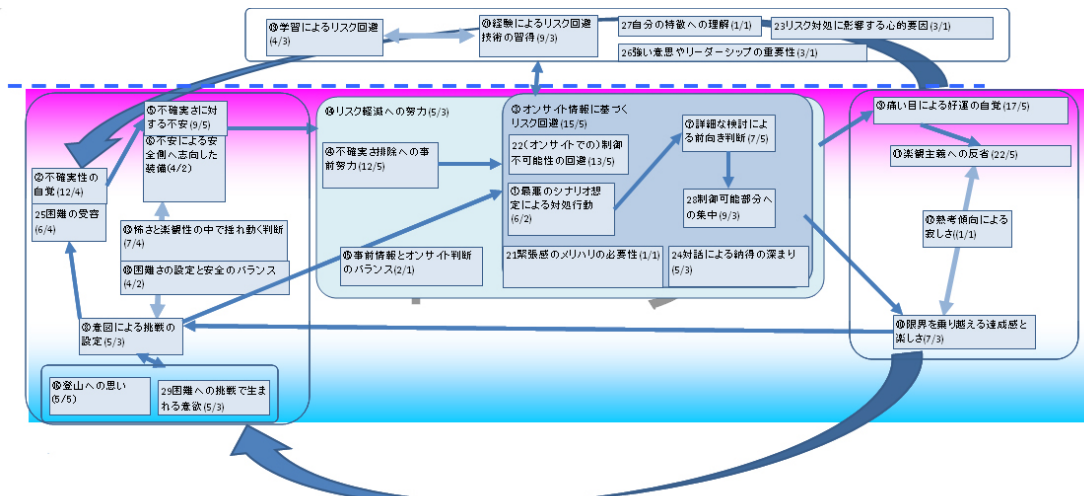 ⑲学習によるリスク回避
(4/3)
⑳経験によるリスク回避
技術の習得(9/3)
27自分の特徴への理解(1/1)
23リスク対処に影響する心的要因(3/1)
26強い意思やリーダーシップの重要性(3/1)
⑤不確実さに対
する不安(9/5)
⑥不安による安
全側へ志向した
装備(4/2)
②不確実性の
自覚(12/4)
25困難の受容
(6/4)
⑬怖さと楽観性の中で揺れ動く判断
(7/4)
⑱困難さの設定と安全のバランス
(4/2)
⑧意図による挑戦の
設定(5/3)
⑯登山への思い
(5/5)
29困難への挑戦で生ま
れる意欲(5/3)
⑭リスク軽減への努力(5/3)
④不確実さ排除への事
前努力(12/5)
⑮事前情報とオンサイト判断
のバランス(2/1)
③オンサイト情報に基づく
リスク回避(15/5)
22(オンサイトでの)制御
不可能性の回避(13/5)
①最悪のシナリオ想
定による対処行動
(6/2)
⑦詳細な検討によ
る前向き判断(7/5)
28制御可能部分へ
の集中(9/3)
21緊張感のメリハリの必要性(1/1)
24対話による納得の深まり
(5/3)
⑨痛い目による好運の自覚(17/5)
⑪楽観主義への反省(22/5)
⑫熟考傾向による
寂しさ((1/1)
⑩限界を乗り越える達成感と
楽しさ(7/3)